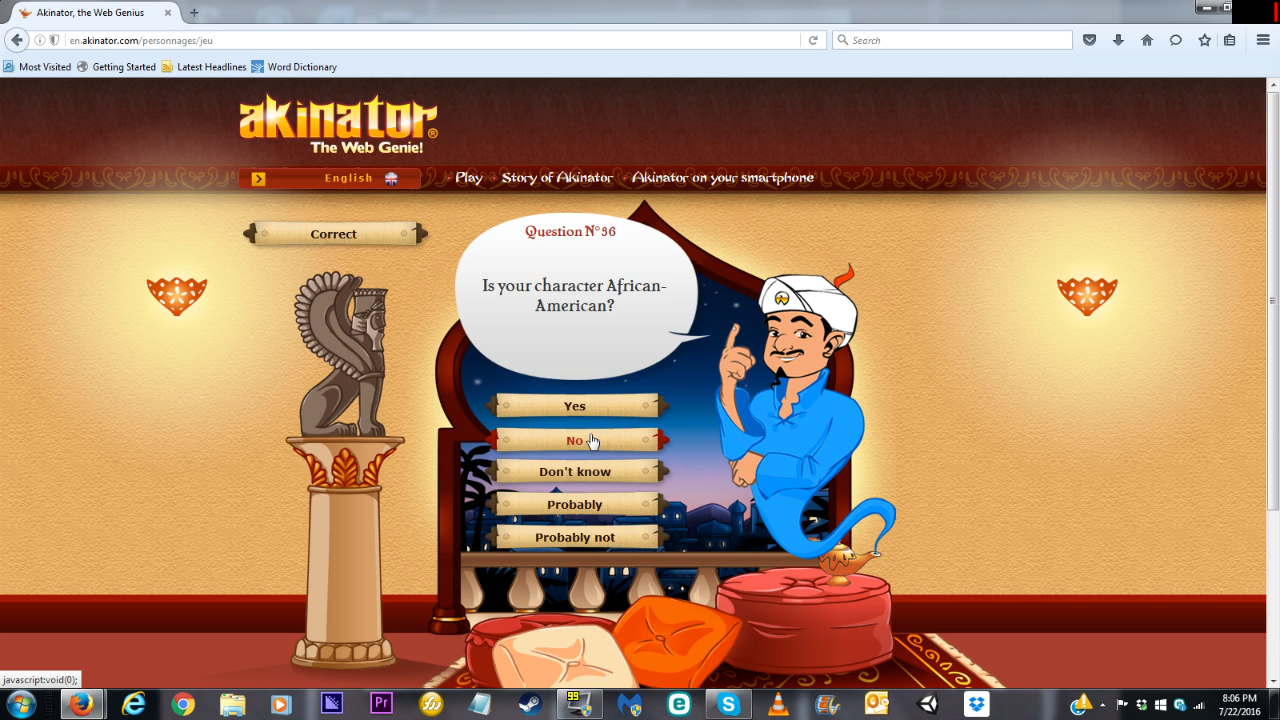 Akinator, the Web Genius
en.akinator.com/personnages/jeu
Search
Most Visited
Getting Started
Latest Headlines
Word Dictionary
akinator®
The Web Genie!
English
Play
Story of Akinator
Akinator on your smartphone
Correct
Question N°36
Is your character African-
American?
Yes
No
Don't know
Probably
Probably not
javascript:void(0);
Pr
99
8:06 PM
7/22/2016